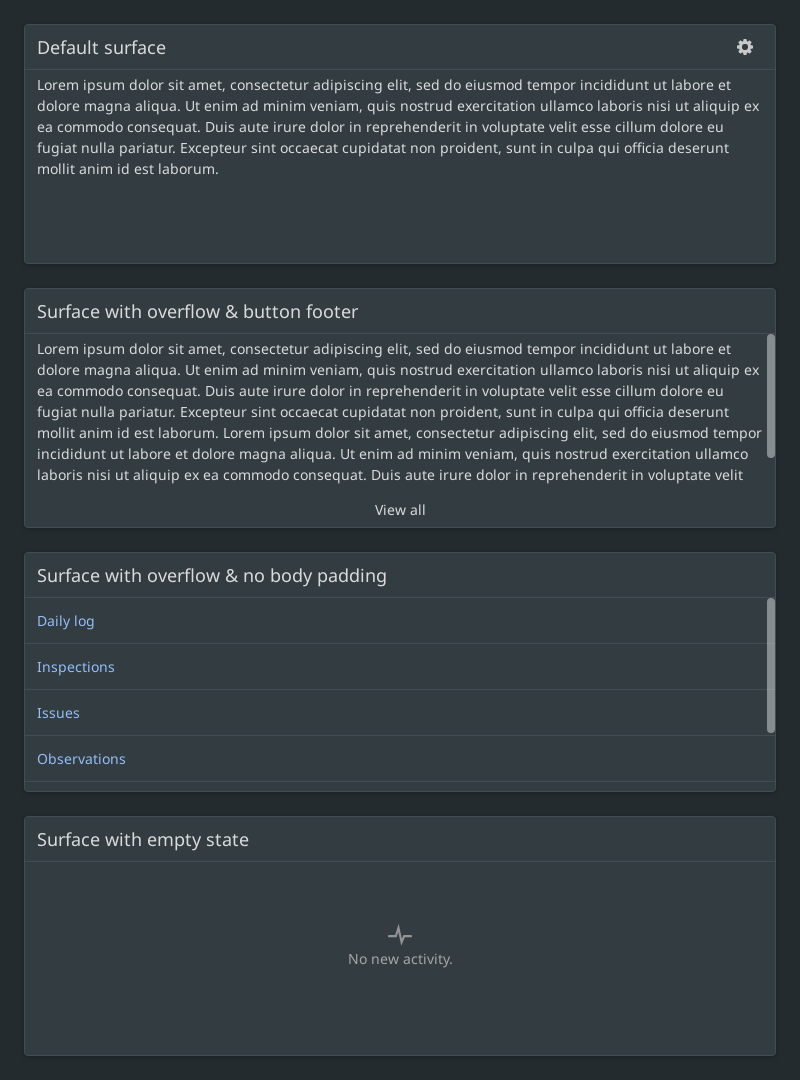 Default surface
Lorem ipsum dolor sit amet, consectetur adipiscing elit, sed do eiusmod tempor incididunt ut labore et
dolore magna aliqua. Ut enim ad minim veniam, quis nostrud exercitation ullamco laboris nisi ut aliquip ex
ea commodo consequat. Duis aute irure dolor in reprehenderit in voluptate velit esse cillum dolore eu
fugiat nulla pariatur. Excepteur sint occaecat cupidatat non proident, sunt in culpa qui officia deserunt
mollit anim id est laborum.
Surface with overflow & button footer
Lorem ipsum dolor sit amet, consectetur adipiscing elit, sed do eiusmod tempor incididunt ut labore et
dolore magna aliqua. Ut enim ad minim veniam, quis nostrud exercitation ullamco laboris nisi ut aliquip ex
ea commodo consequat. Duis aute irure dolor in reprehenderit in voluptate velit esse cillum dolore eu
fugiat nulla pariatur. Excepteur sint occaecat cupidatat non proident, sunt in culpa qui officia deserunt
mollit anim id est laborum. Lorem ipsum dolor sit amet, consectetur adipiscing elit, sed do eiusmod tempor
incididunt ut labore et dolore magna aliqua. Ut enim ad minim veniam, quis nostrud exercitation ullamco
laboris nisi ut aliquip ex ea commodo consequat. Duis aute irure dolor in reprehenderit in voluptate velit
View all
Surface with overflow & no body padding
Daily log
Inspections
Issues
Observations
Surface with empty state
No new activity.